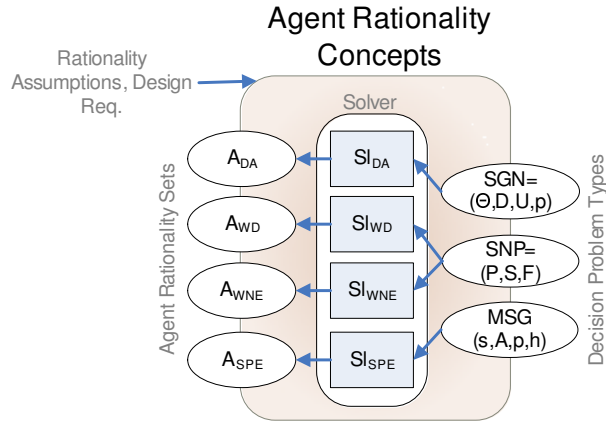 Agent Rationality
Concepts
Rationality
Assumptions, Design
Req.
Solver
Agent Rationality Sets
A_DA
SI_DA
SGN=
(Θ,D,U,p)
A_WD
SI_WD
SNP=
(P,S,F)
A_WNE
SI_WNE
MSG
(s,A,p,h)
A_SPE
SI_SPE
Decision Problem Types